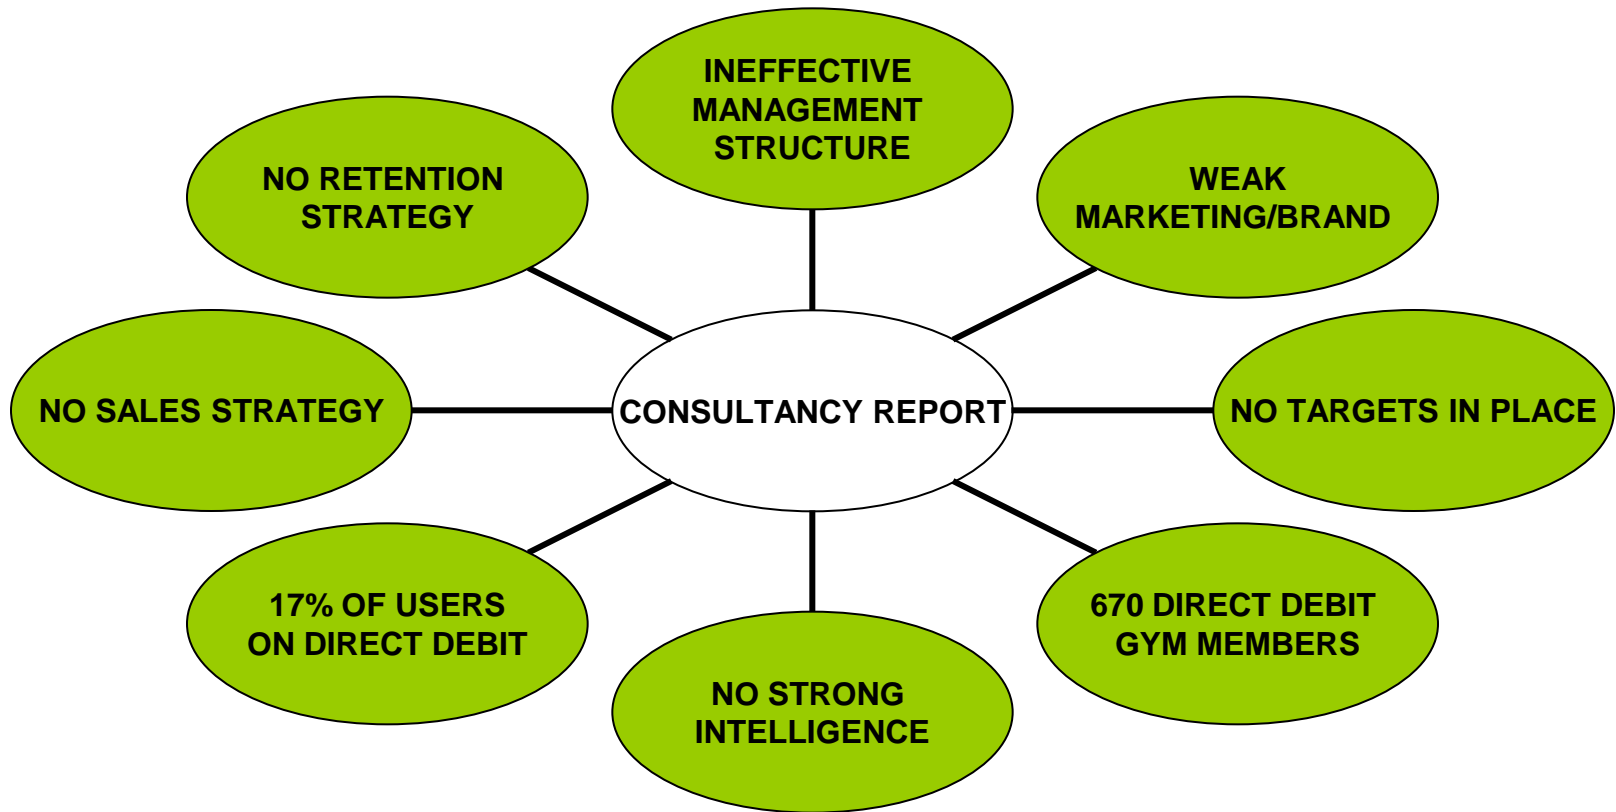 INEFFECTIVE
MANAGEMENT
STRUCTURE
NO RETENTION
STRATEGY
WEAK
MARKETING/BRAND
NO SALES STRATEGY
CONSULTANCY REPORT
NO TARGETS IN PLACE
17% OF USERS
ON DIRECT DEBIT
670 DIRECT DEBIT
GYM MEMBERS
NO STRONG
INTELLIGENCE